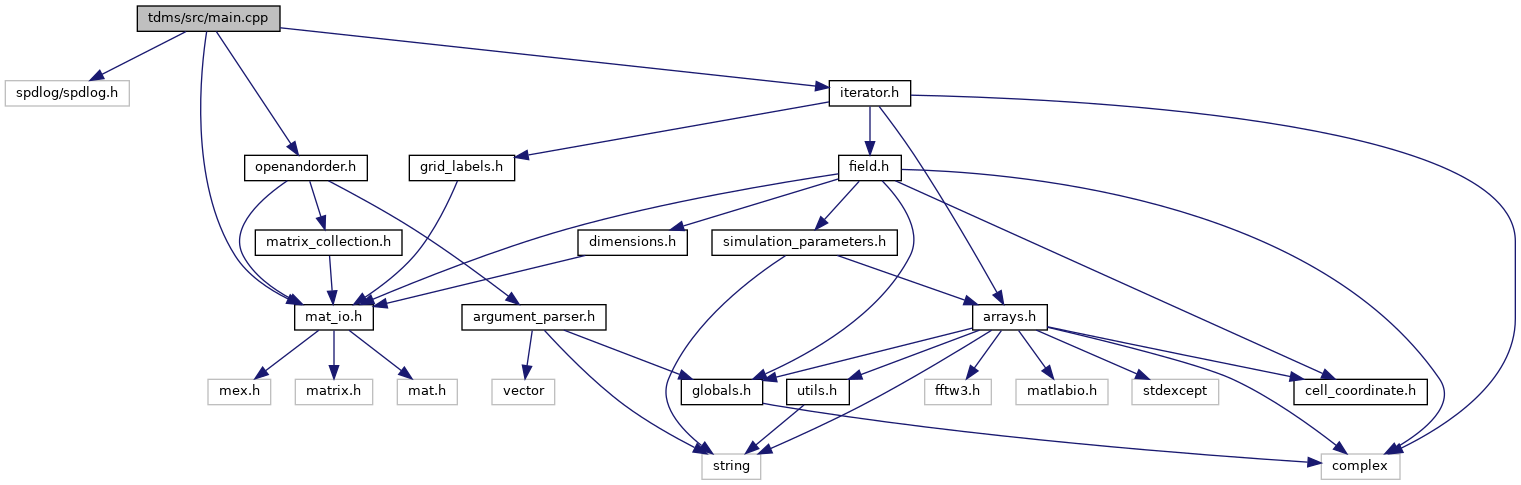 tdms/src/main.cpp
spdlog/spdlog.h
iterator.h
openandorder.h
grid_labels.h
field.h
matrix_collection.h
dimensions.h
simulation_parameters.h
mat_io.h
argument_parser.h
arrays.h
mex.h
matrix.h
mat.h
vector
globals.h
utils.h
fftw3.h
matlabio.h
stdexcept
cell_coordinate.h
string
complex